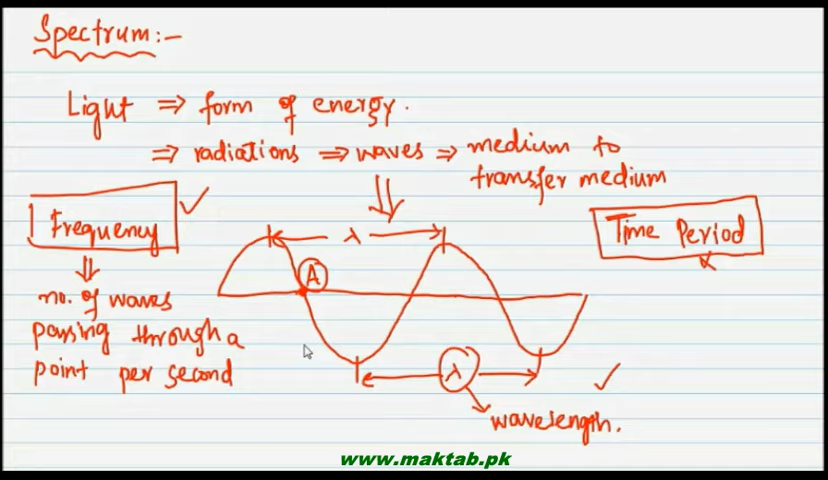 Spectrum:-
Light ⇒ form of energy.
⇒ radiations ⇒ waves ⇒ medium to
transfer medium
Frequency
λ
Time Period
A
no. of waves
passing through a
point per second
λ
wavelength.
www.maktab.pk